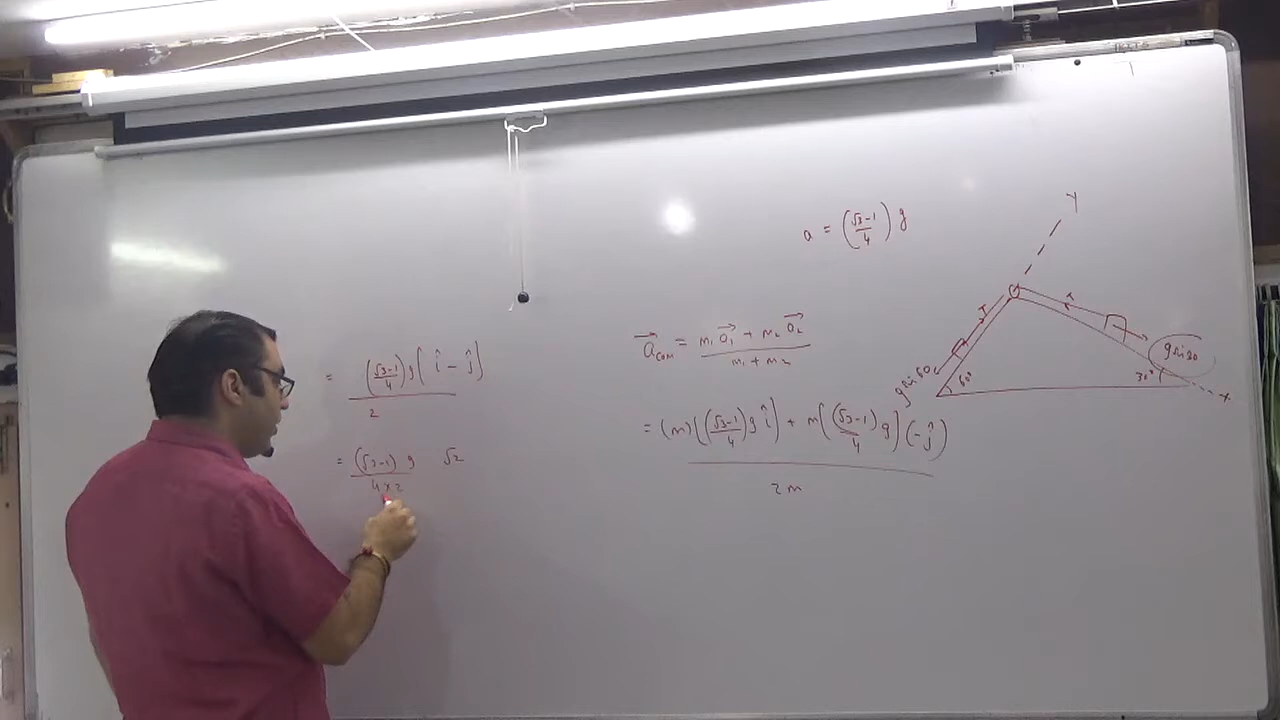 a = (√3-1/4) g
a⃗com = m₁a⃗₁ + m₂a⃗₂ / m₁ + m₂
= (m)((√3-1/4) g î) + m[(√3-1)/4 g](-ĵ) / 2m
= (√3-1/4) g[î - ĵ] / 2
= (√3-1) g √2 / 4×2
Y
T
T
g sin 60
60°
g sin 30
30°
x